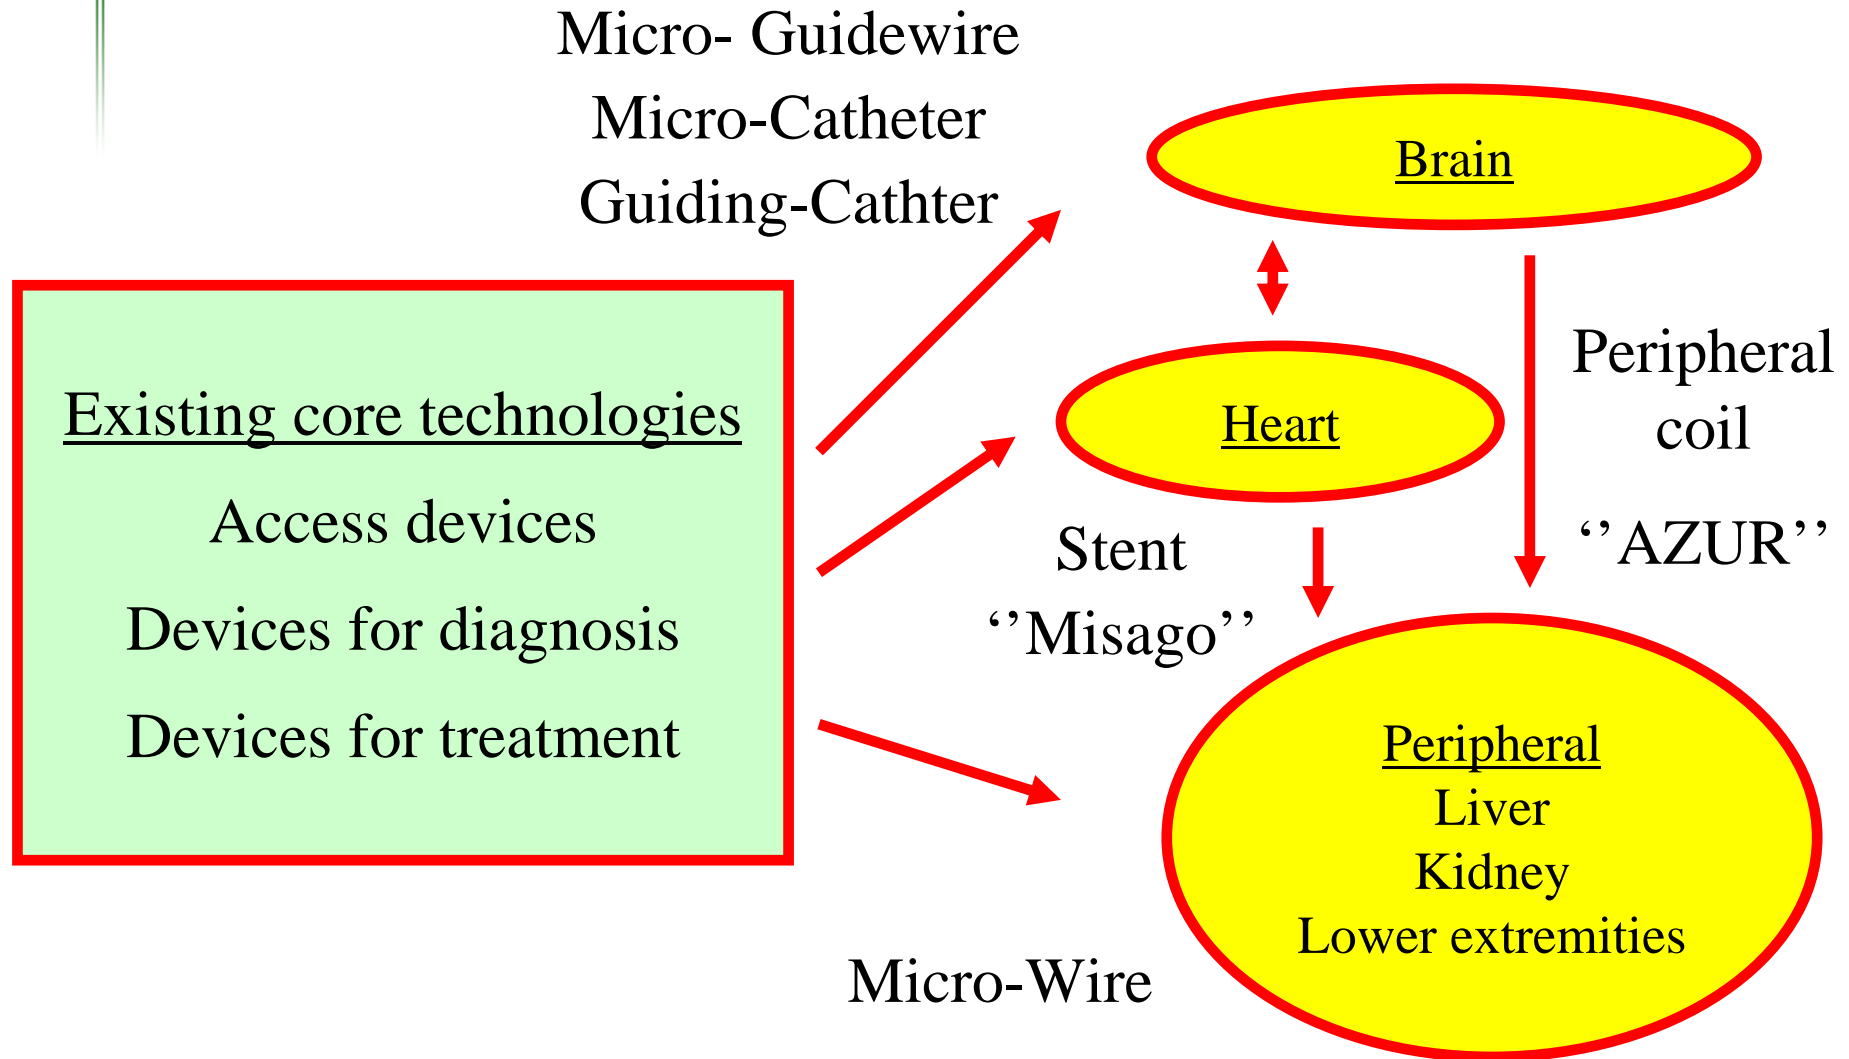 Micro- Guidewire
Micro-Catheter
Guiding-Cathter
Brain
Existing core technologies
Access devices
Devices for diagnosis
Devices for treatment
Heart
Peripheral
coil
‘’AZUR’’
Stent
‘’Misago’’
Peripheral
Liver
Kidney
Lower extremities
Micro-Wire